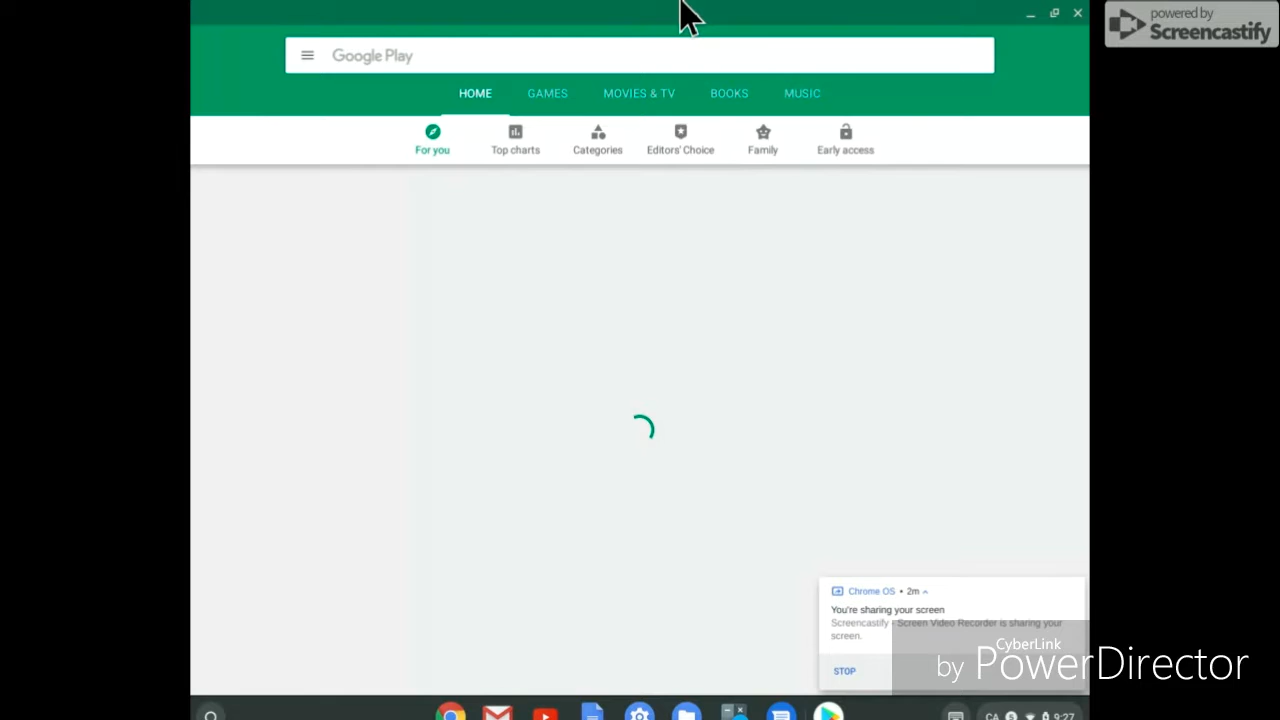 powered by
Screencastify
Google Play
HOME GAMES MOVIES & TV BOOKS MUSIC
For you Top charts Categories Editors' Choice Family Early access
Chrome OS • 2m
You're sharing your screen
Screencastify - Screen Video Recorder is sharing your
screen.
STOP
CyberLink
by PowerDirector
CA 9:27